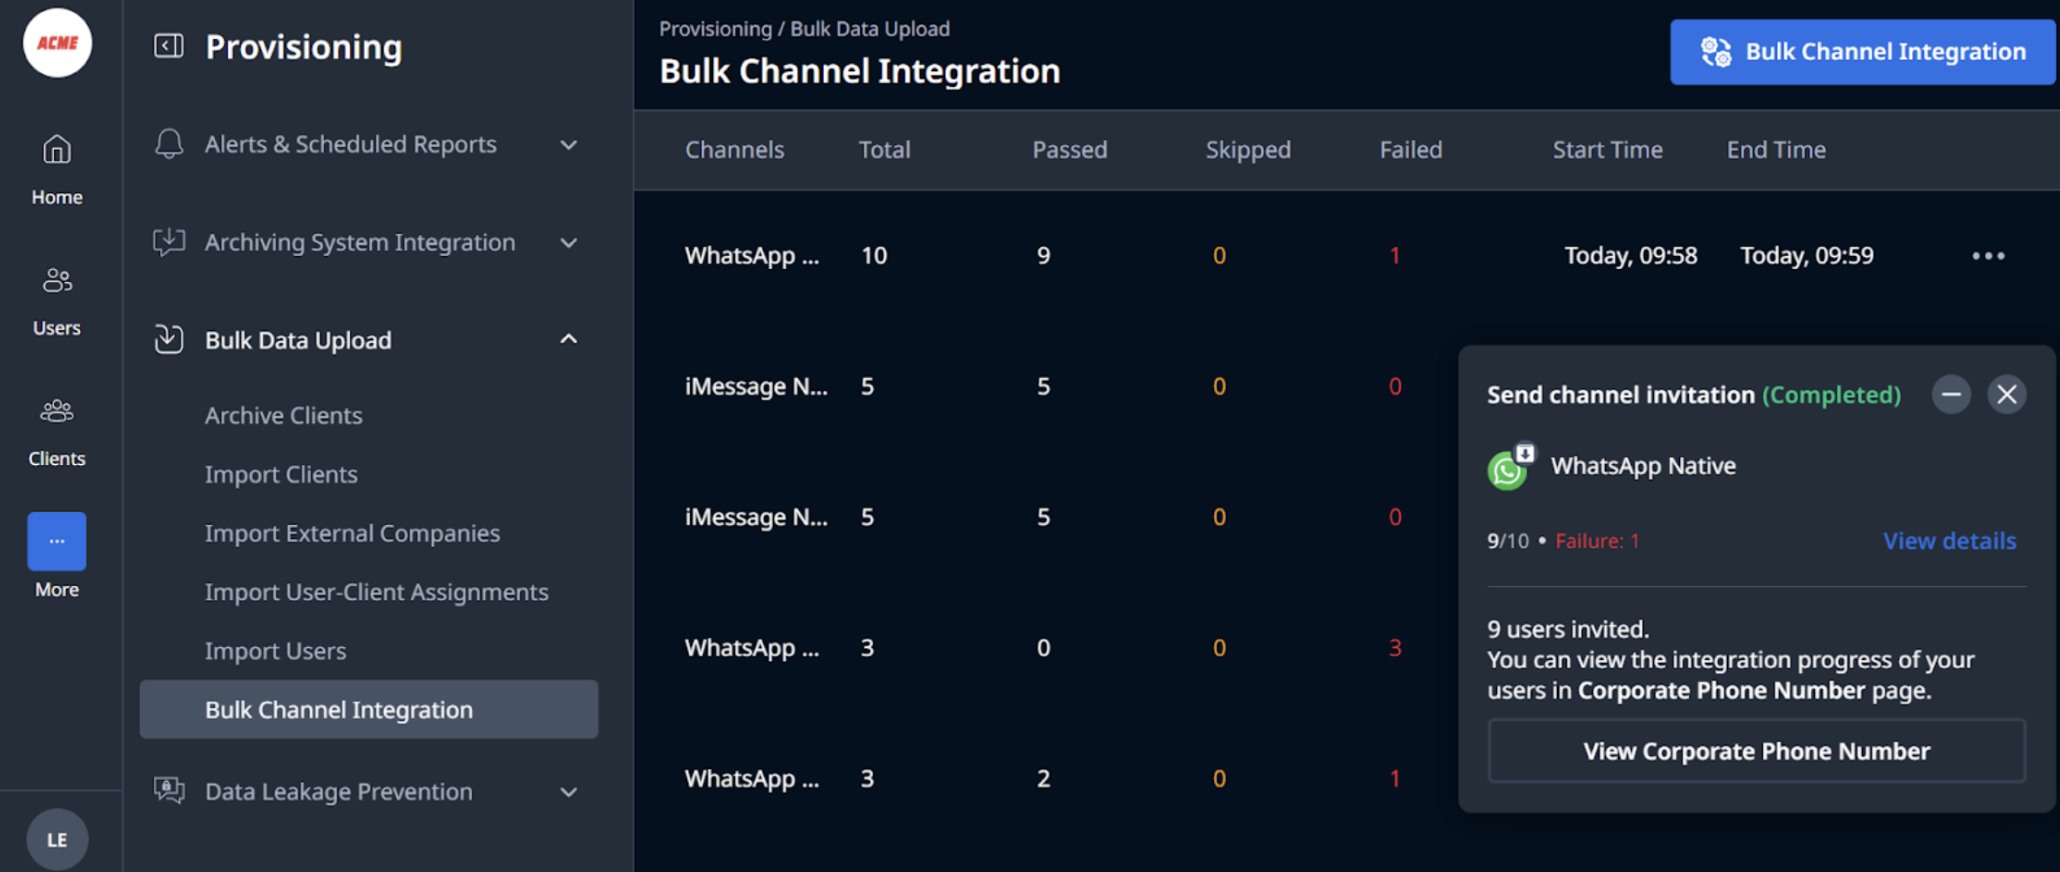 ACME
Home
Users
Clients
...
More
LE
Provisioning
Alerts & Scheduled Reports
Archiving System Integration
Bulk Data Upload
Archive Clients
Import Clients
Import External Companies
Import User-Client Assignments
Import Users
Bulk Channel Integration
Data Leakage Prevention
Provisioning / Bulk Data Upload
Bulk Channel Integration
Bulk Channel Integration
Channels Total Passed Skipped Failed Start Time End Time
WhatsApp ... 10 9 0 1 Today, 09:58 Today, 09:59 •••
iMessage N... 5 5 0 0
iMessage N... 5 5 0 0
WhatsApp ... 3 0 0 3
WhatsApp ... 3 2 0 1
Send channel invitation (Completed)
WhatsApp Native
9/10 • Failure: 1 View details
9 users invited.
You can view the integration progress of your
users in Corporate Phone Number page.
View Corporate Phone Number